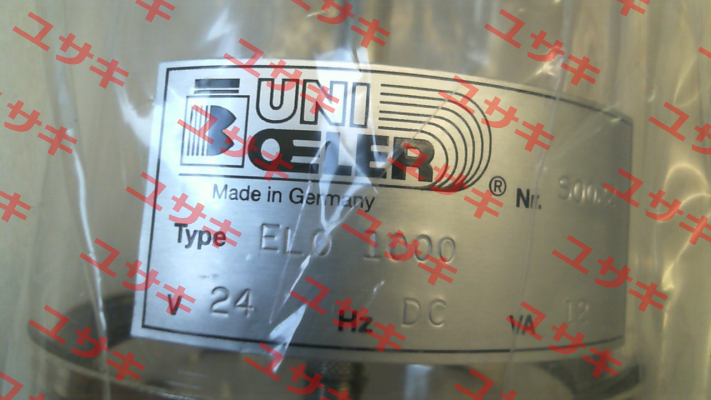 UNI
ŒLER ®
Made in Germany
Nr.
Type ELO 1000
V 24 Hz DC VA 12
ユサキ